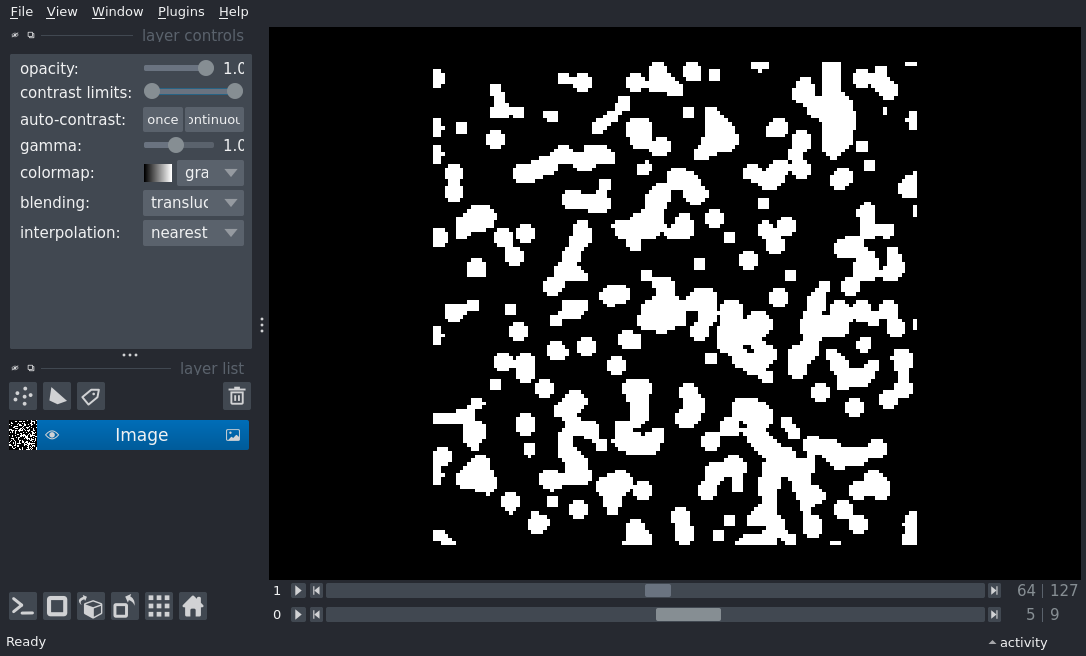 File View Window Plugins Help
layer controls
opacity: 1.0
contrast limits:
auto-contrast: once ontinuou
gamma: 1.0
colormap: gra
blending: transluc
interpolation: nearest
layer list
Image
1 64 | 127
0 5 | 9
Ready activity